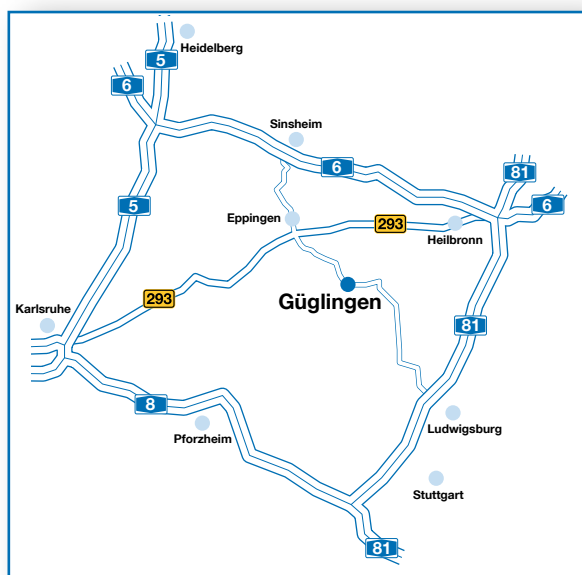 Heidelberg
5
6
Sinsheim
6
81
5
6
Eppingen
293
Heilbronn
Güglingen
293
Karlsruhe
81
8
Pforzheim
Ludwigsburg
Stuttgart
81